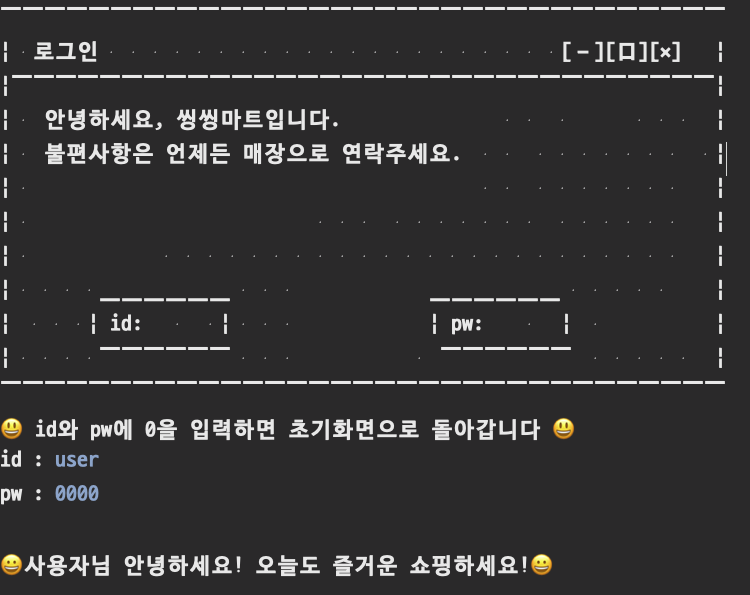 로그인 [-][ㅁ][×]
안녕하세요, 씽씽마트입니다.
불편사항은 언제든 매장으로 연락주세요.
id: pw:
😃 id와 pw에 0을 입력하면 초기화면으로 돌아갑니다 😃
id : user
pw : 0000
😀사용자님 안녕하세요! 오늘도 즐거운 쇼핑하세요!😀